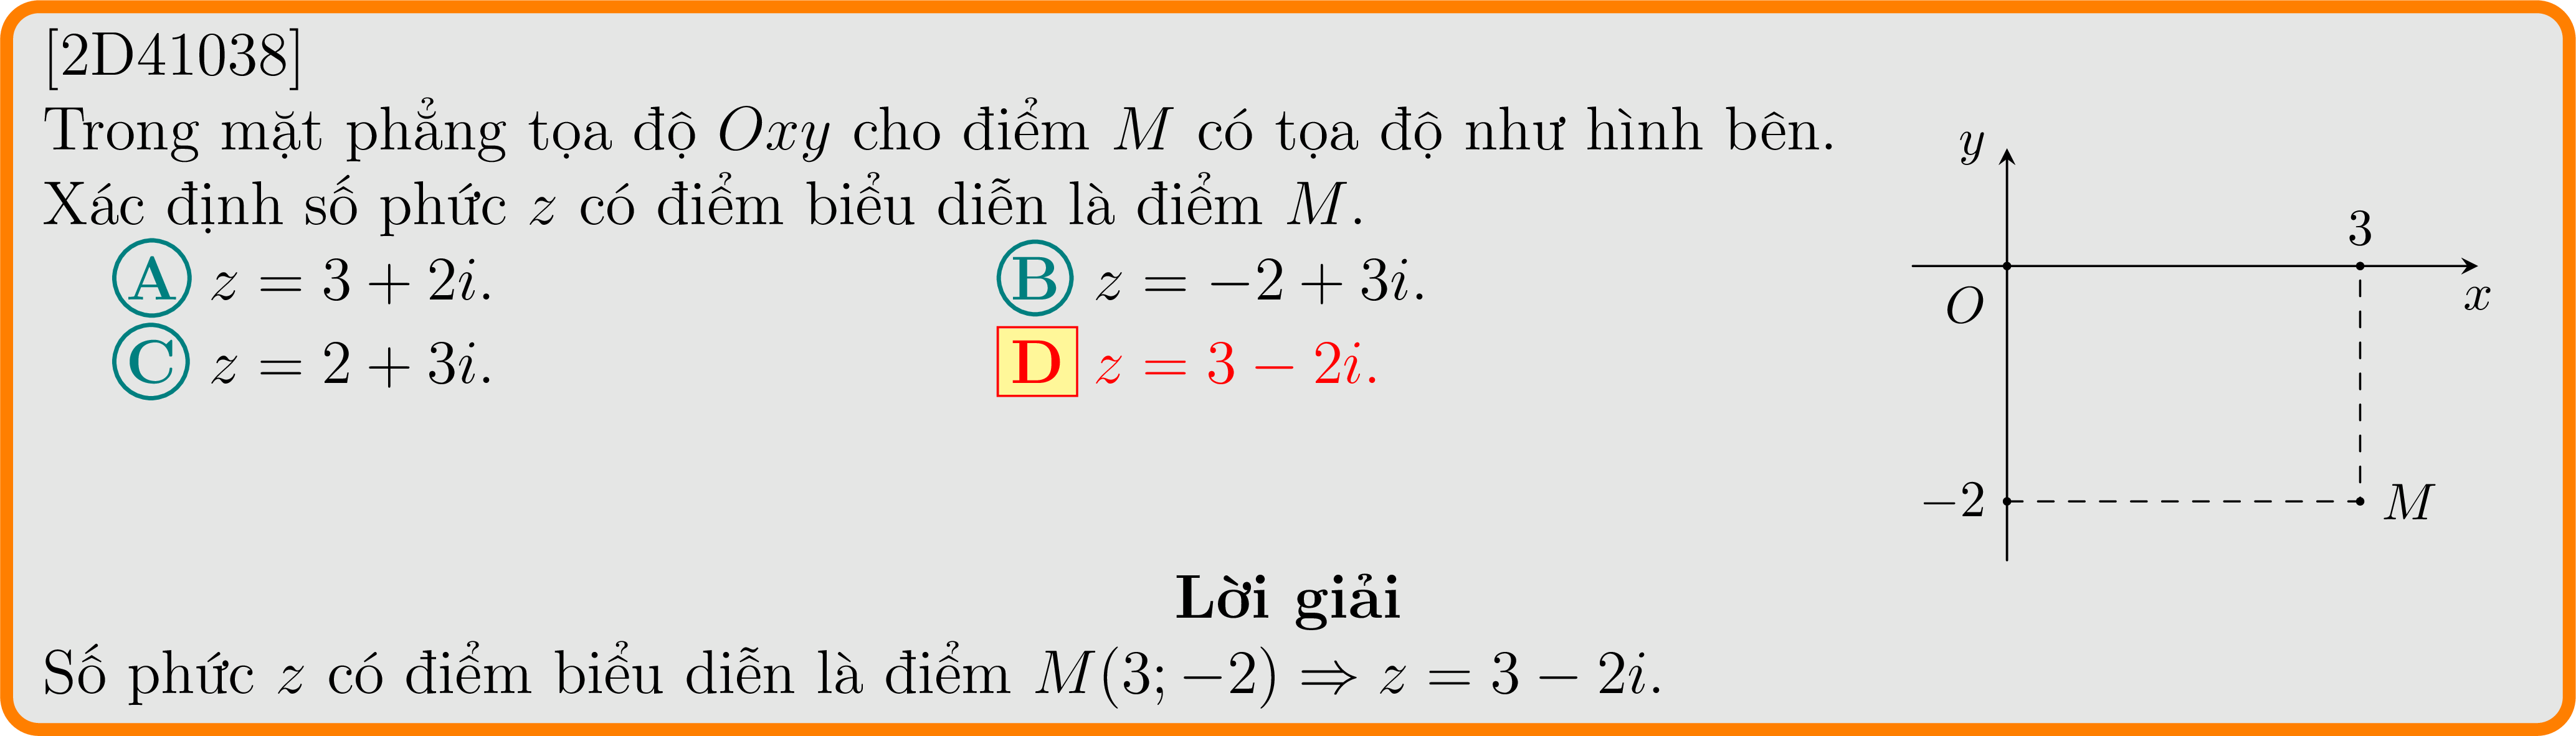 [2D41038]
Trong mặt phẳng tọa độ Oxy cho điểm M có tọa độ như hình bên.
Xác định số phức z có điểm biểu diễn là điểm M.
A z = 3 + 2i.
B z = −2 + 3i.
C z = 2 + 3i.
D z = 3 − 2i.
y
3
O
x
−2
M
Lời giải
Số phức z có điểm biểu diễn là điểm M(3; −2) ⇒ z = 3 − 2i.